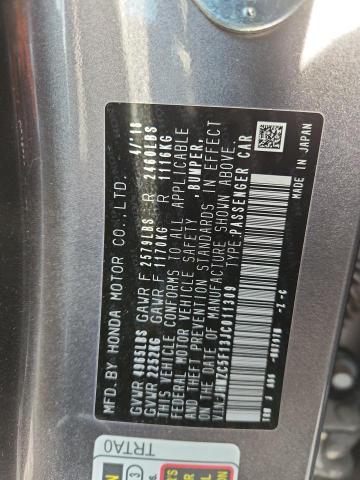 MFD.BY HONDA MOTOR CO.,LTD. 4/'18
GVWR 4965LBS GAWR F 2579LBS R 2460LBS
GVWR 2252KG GAWR F 1170KG R 1116KG
THIS VEHICLE CONFORMS TO ALL APPLICABLE
FEDERAL MOTOR VEHICLE SAFETY ,BUMPER,
AND THEFT PREVENTION STANDARDS IN EFFECT
ON THE DATE OF MANUFACTURE SHOWN ABOVE.
JHMZC5F13JC011309 TYPE:PASSENGER CAR
MADE IN JAPAN
TRTA0